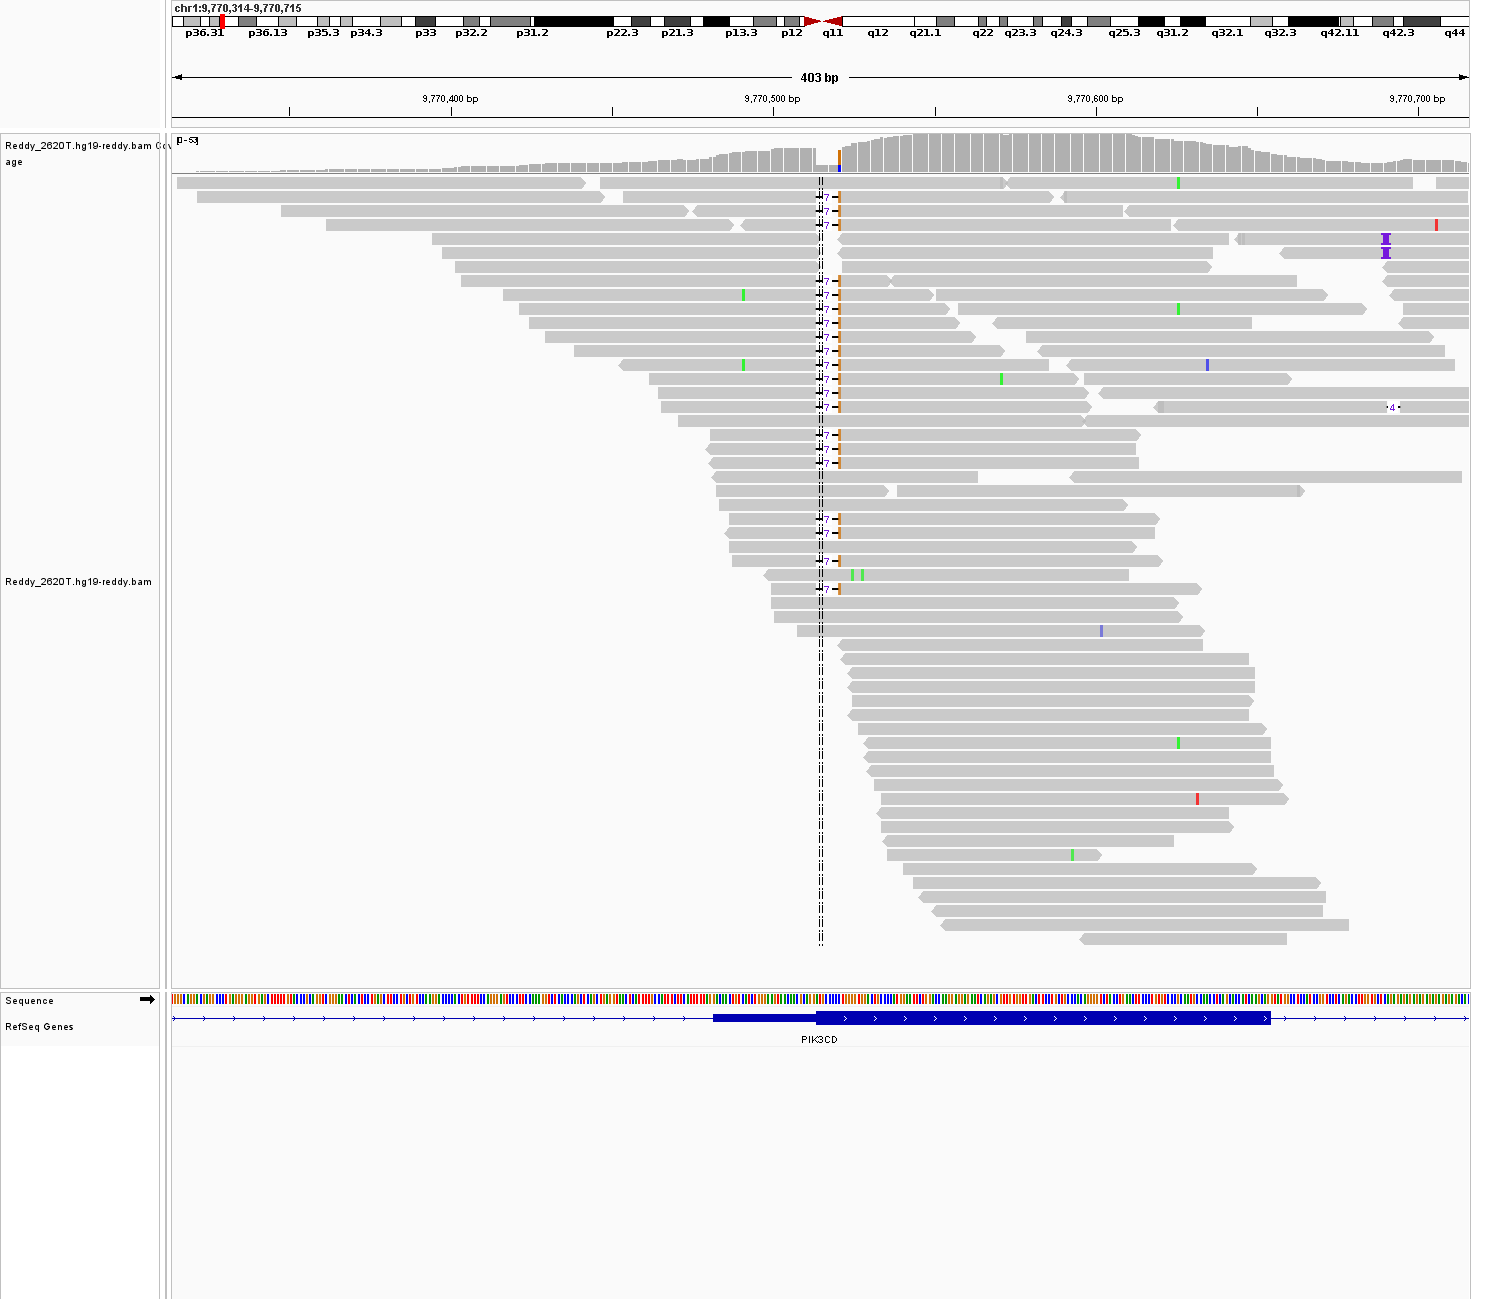 chr1:9,770,314-9,770,715
p36.31 p36.13 p35.3 p34.3 p33 p32.2 p31.2 p22.3 p21.3 p13.3 p12 q11 q12 q21.1 q22 q23.3 q24.3 q25.3 q31.2 q32.1 q32.3 q42.11 q42.3 q44
403 bp
9,770,400 bp 9,770,500 bp 9,770,600 bp 9,770,700 bp
Reddy_2620T.hg19-reddy.bam Cov
age
[0-53]
7
7
7
7
7
7
7
7
7
7
7
7
7
4
7
7
7
7
7
7
7
Reddy_2620T.hg19-reddy.bam
Sequence
RefSeq Genes
PIK3CD